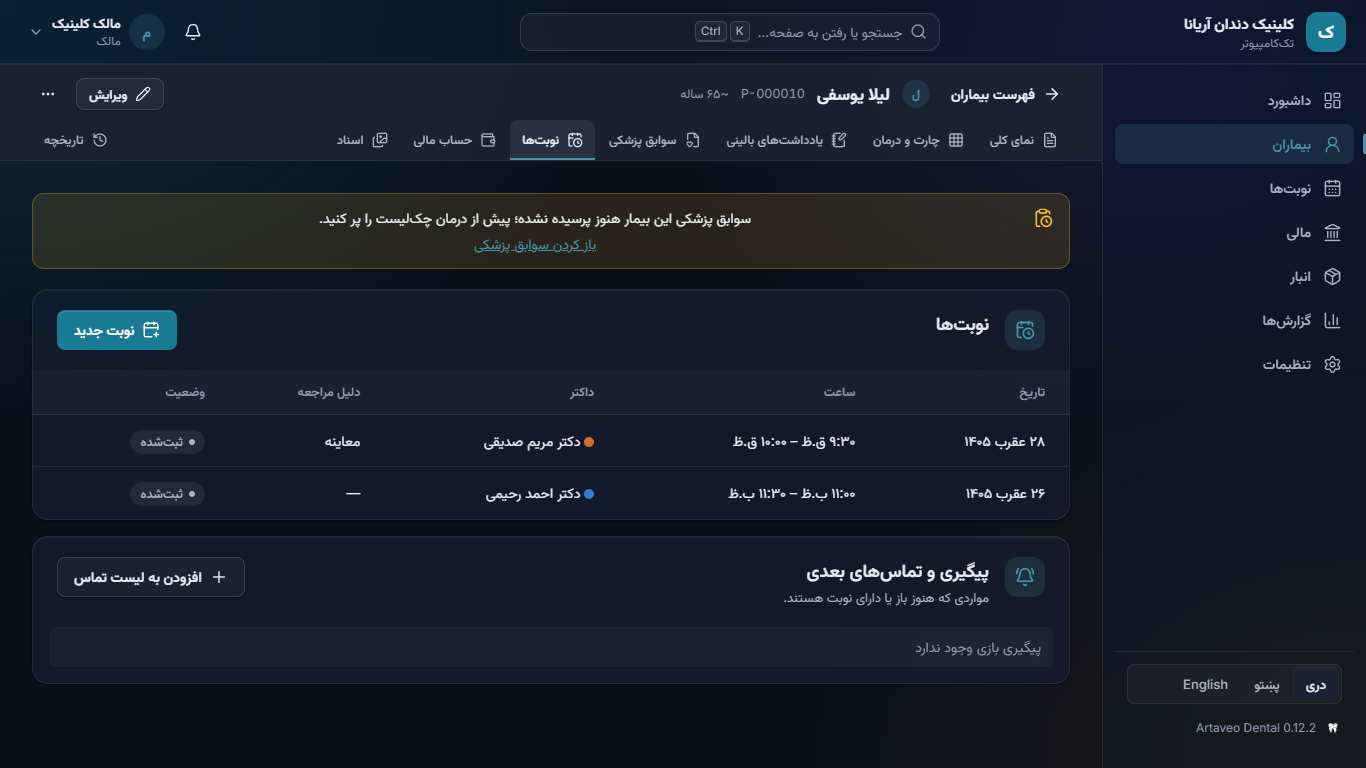 کلینیک دندان آریانا
تک‌کامپیوتر
جستجو یا رفتن به صفحه... Ctrl K
م
مالک کلینیک
مالک
ک
داشبورد
بیماران
نوبت‌ها
مالی
انبار
گزارش‌ها
تنظیمات
دری پښتو English
Artaveo Dental 0.12.2
فهرست بیماران
ل
لیلا یوسفی P-000010 ~۶۵ ساله
ویرایش
نمای کلی چارت و درمان یادداشت‌های بالینی سوابق پزشکی نوبت‌ها حساب مالی اسناد تاریخچه
سوابق پزشکی این بیمار هنوز پرسیده نشده؛ پیش از درمان چک‌لیست را پر کنید.
باز کردن سوابق پزشکی
نوبت‌ها
نوبت جدید
تاریخ ساعت داکتر دلیل مراجعه وضعیت
۲۸ عقرب ۱۴۰۵ ۹:۳۰ ق.ظ – ۱۰:۰۰ ق.ظ دکتر مریم صدیقی معاینه ثبت‌شده
۲۶ عقرب ۱۴۰۵ ۱۱:۰۰ ب.ظ – ۱۱:۳۰ ب.ظ دکتر احمد رحیمی — ثبت‌شده
پیگیری و تماس‌های بعدی
مواردی که هنوز باز یا دارای نوبت هستند.
افزودن به لیست تماس
پیگیری بازی وجود ندارد